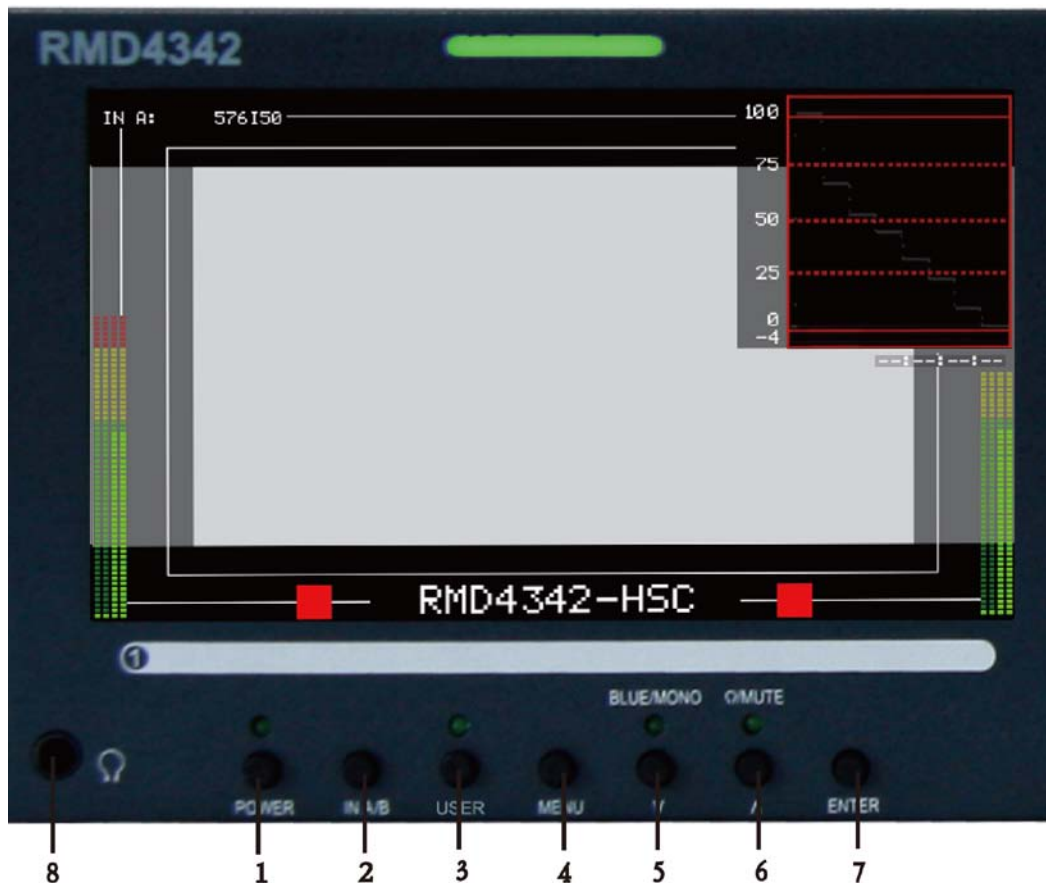 RMD4342
IN A: 576I50
100
75
50
25
0
-4
--:--:--:--
RMD4342-HSC
1
BLUE/MONO Ω/MUTE
Ω
POWER IN A/B USER MENU V Λ ENTER
8 1 2 3 4 5 6 7